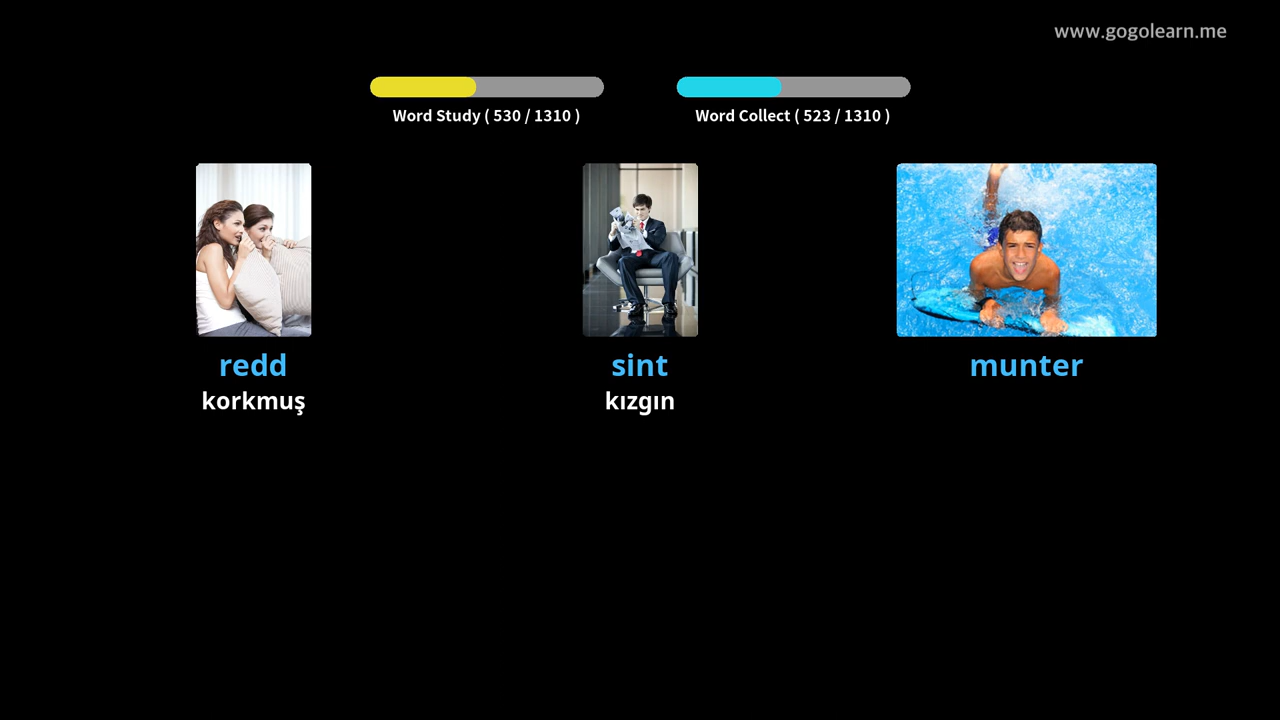 www.gogolearn.me
Word Study ( 530 / 1310 )
Word Collect ( 523 / 1310 )
redd
korkmuş
sint
kızgın
munter